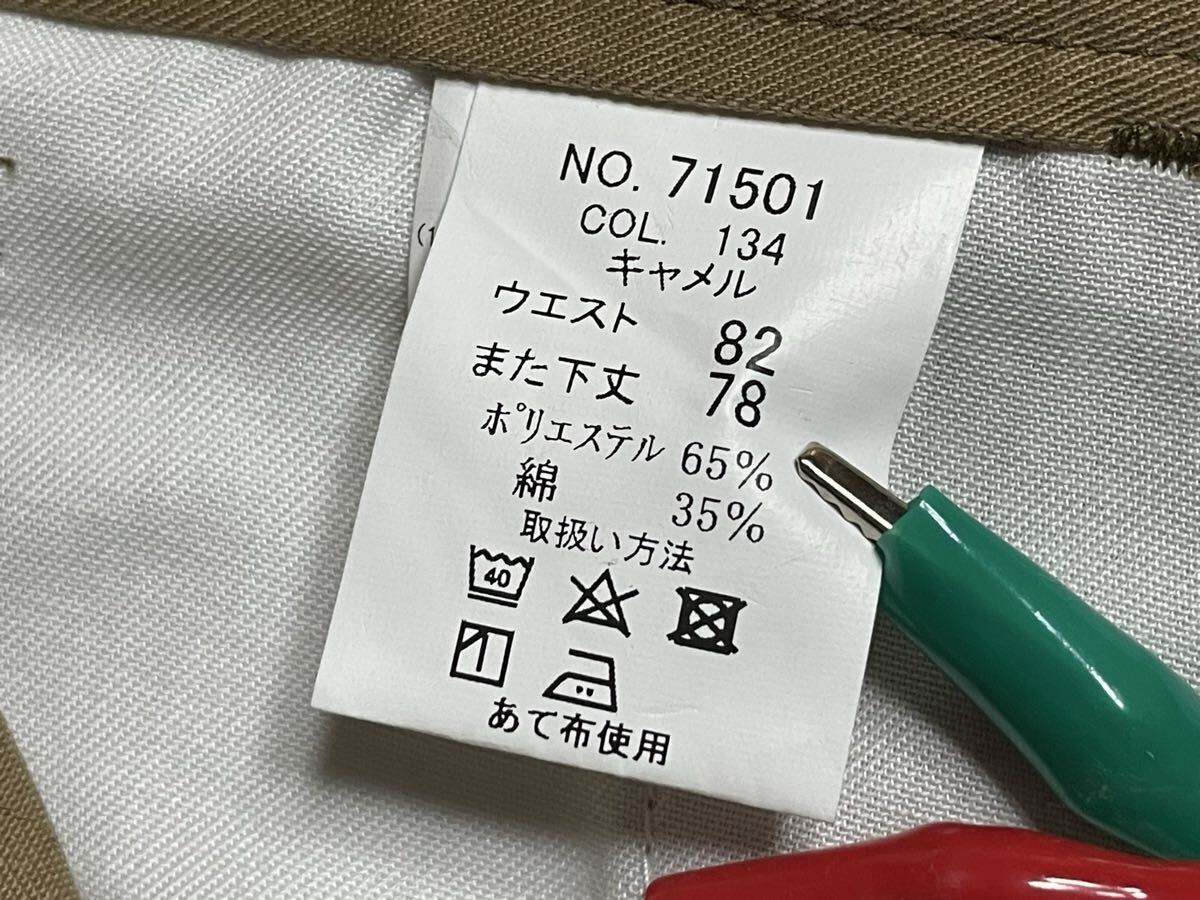 NO. 71501
COL. 134
キャメル
ウエスト 82
また下丈 78
ポリエステル 65%
綿 35%
取扱い方法
40
あて布使用
(1